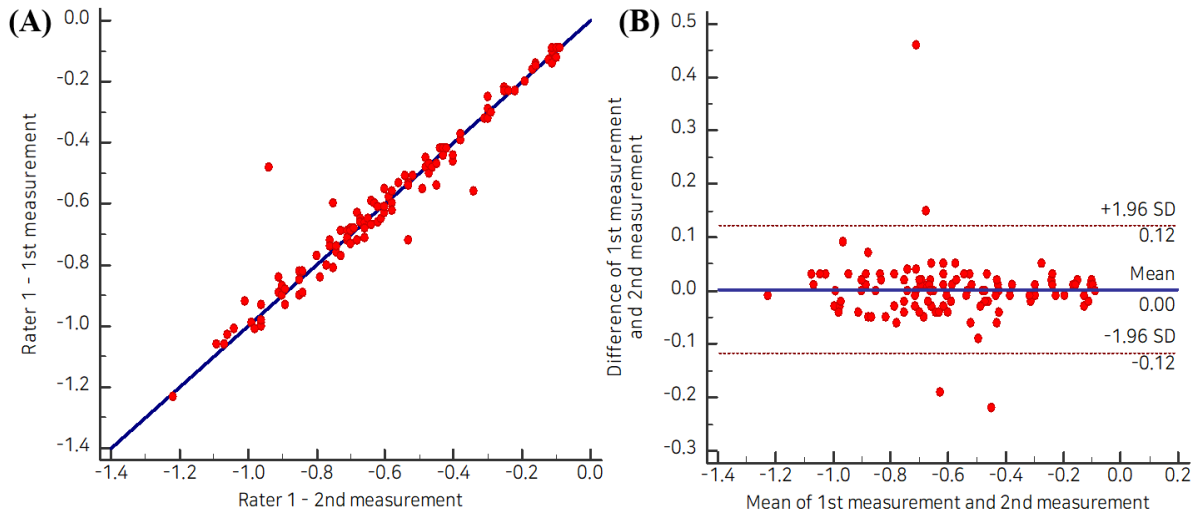 (A)
Rater 1 - 1st measurement
0.0
-0.2
-0.4
-0.6
-0.8
-1.0
-1.2
-1.4
-1.4 -1.2 -1.0 -0.8 -0.6 -0.4 -0.2 0.0
Rater 1 - 2nd measurement
(B)
Difference of 1st measurement
and 2nd measurement
0.5
0.4
0.3
0.2
0.1
0.0
-0.1
-0.2
-0.3
+1.96 SD
0.12
Mean
0.00
-1.96 SD
-0.12
-1.4 -1.2 -1.0 -0.8 -0.6 -0.4 -0.2 0.0 0.2
Mean of 1st measurement and 2nd measurement